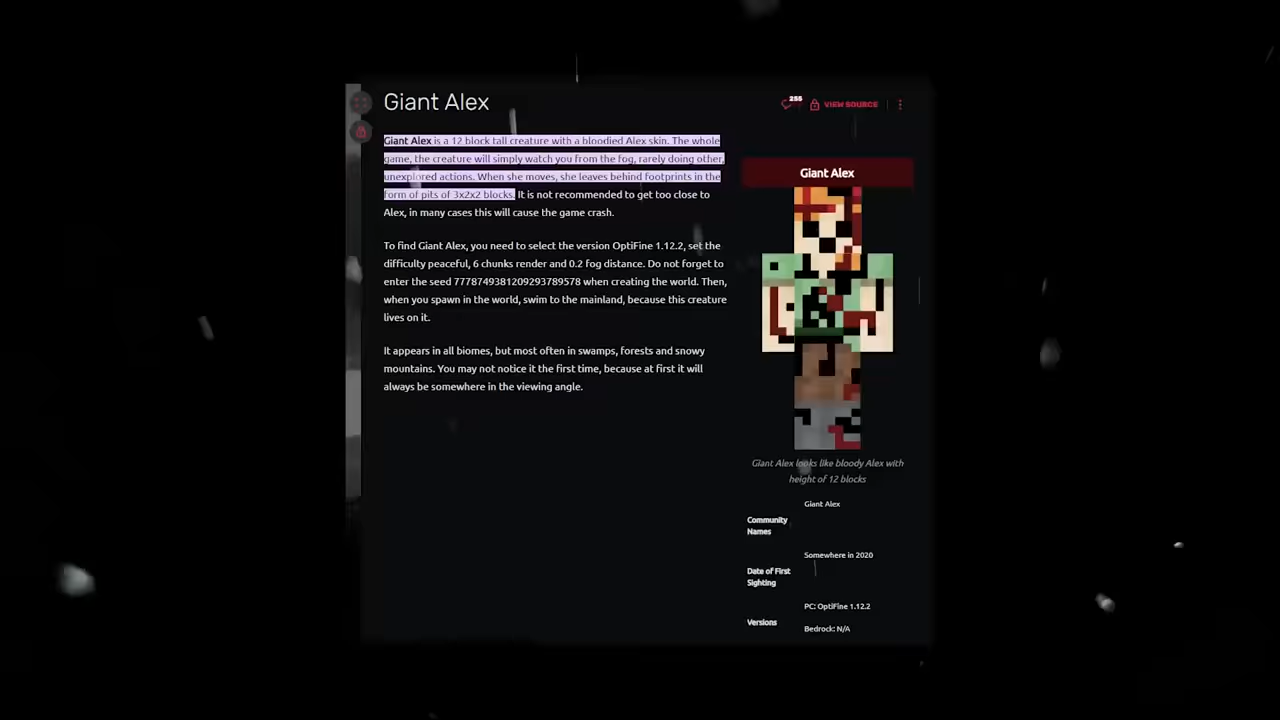 Giant Alex
255
VIEW SOURCE
Giant Alex is a 12 block tall creature with a bloodied Alex skin. The whole
game, the creature will simply watch you from the fog, rarely doing other,
unexplored actions. When she moves, she leaves behind footprints in the
form of pits of 3x2x2 blocks. It is not recommended to get too close to
Alex, in many cases this will cause the game crash.
To find Giant Alex, you need to select the version OptiFine 1.12.2, set the
difficulty peaceful, 6 chunks render and 0.2 fog distance. Do not forget to
enter the seed 7778749381209293789578 when creating the world. Then,
when you spawn in the world, swim to the mainland, because this creature
lives on it.
It appears in all biomes, but most often in swamps, forests and snowy
mountains. You may not notice it the first time, because at first it will
always be somewhere in the viewing angle.
Giant Alex
Giant Alex looks like bloody Alex with
height of 12 blocks
Giant Alex
Community
Names
Somewhere in 2020
Date of First
Sighting
PC: OptiFine 1.12.2
Versions
Bedrock: N/A